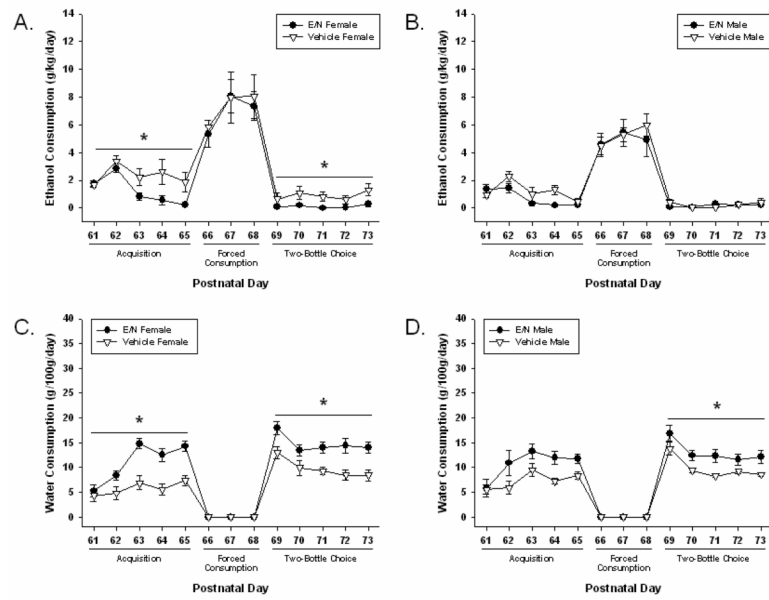 A.
E/N Female
Vehicle Female
Ethanol Consumption (g/kg/day)
14
12
10
8
6
4
2
0
*
*
61 62 63 64 65 66 67 68 69 70 71 72 73
Acquisition Forced Consumption Two-Bottle Choice
Postnatal Day
B.
E/N Male
Vehicle Male
Ethanol Consumption (g/kg/day)
14
12
10
8
6
4
2
0
61 62 63 64 65 66 67 68 69 70 71 72 73
Acquisition Forced Consumption Two-Bottle Choice
Postnatal Day
C.
E/N Female
Vehicle Female
Water Consumption (g/100g/day)
40
35
30
25
20
15
10
5
0
*
*
61 62 63 64 65 66 67 68 69 70 71 72 73
Acquisition Forced Consumption Two-Bottle Choice
Postnatal Day
D.
E/N Male
Vehicle Male
Water Consumption (g/100g/day)
40
35
30
25
20
15
10
5
0
*
61 62 63 64 65 66 67 68 69 70 71 72 73
Acquisition Forced Consumption Two-Bottle Choice
Postnatal Day